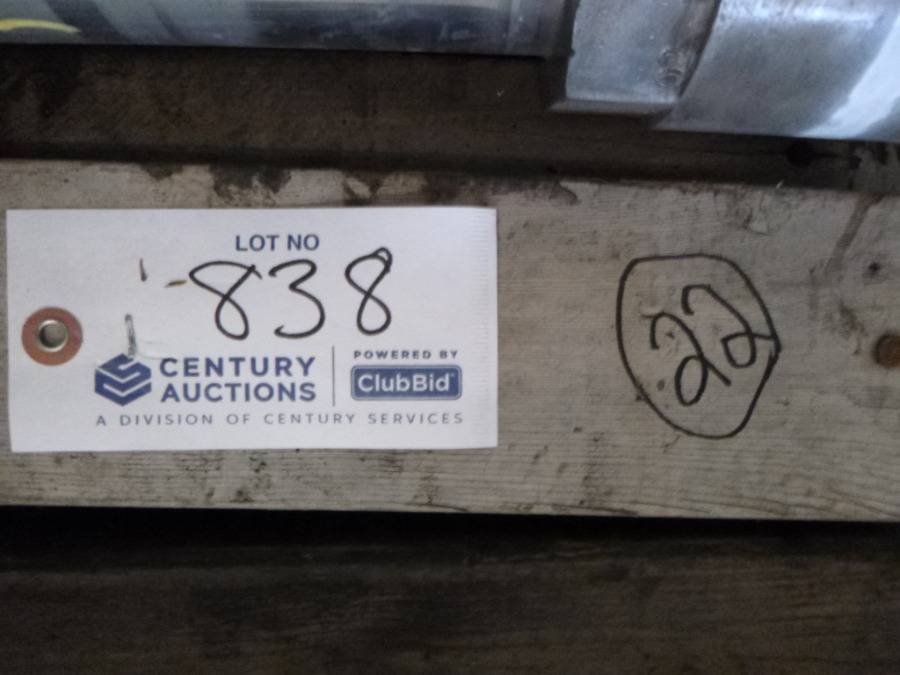 LOT NO
838
CENTURY AUCTIONS
POWERED BY
ClubBid
A DIVISION OF CENTURY SERVICES
22